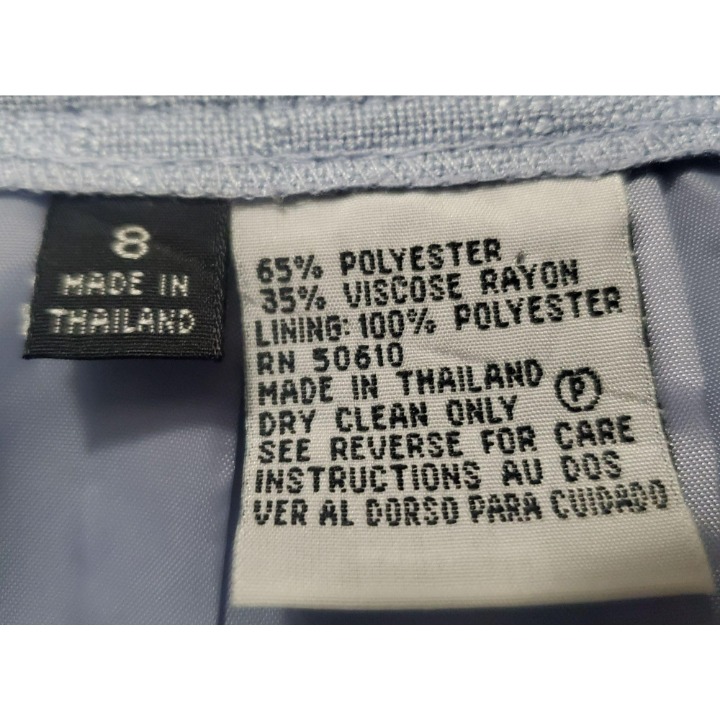 8
MADE IN
THAILAND
65% POLYESTER
35% VISCOSE RAYON
LINING: 100% POLYESTER
RN 50610
MADE IN THAILAND
DRY CLEAN ONLY P
SEE REVERSE FOR CARE
INSTRUCTIONS AU DOS
VER AL DORSO PARA CUIDADO